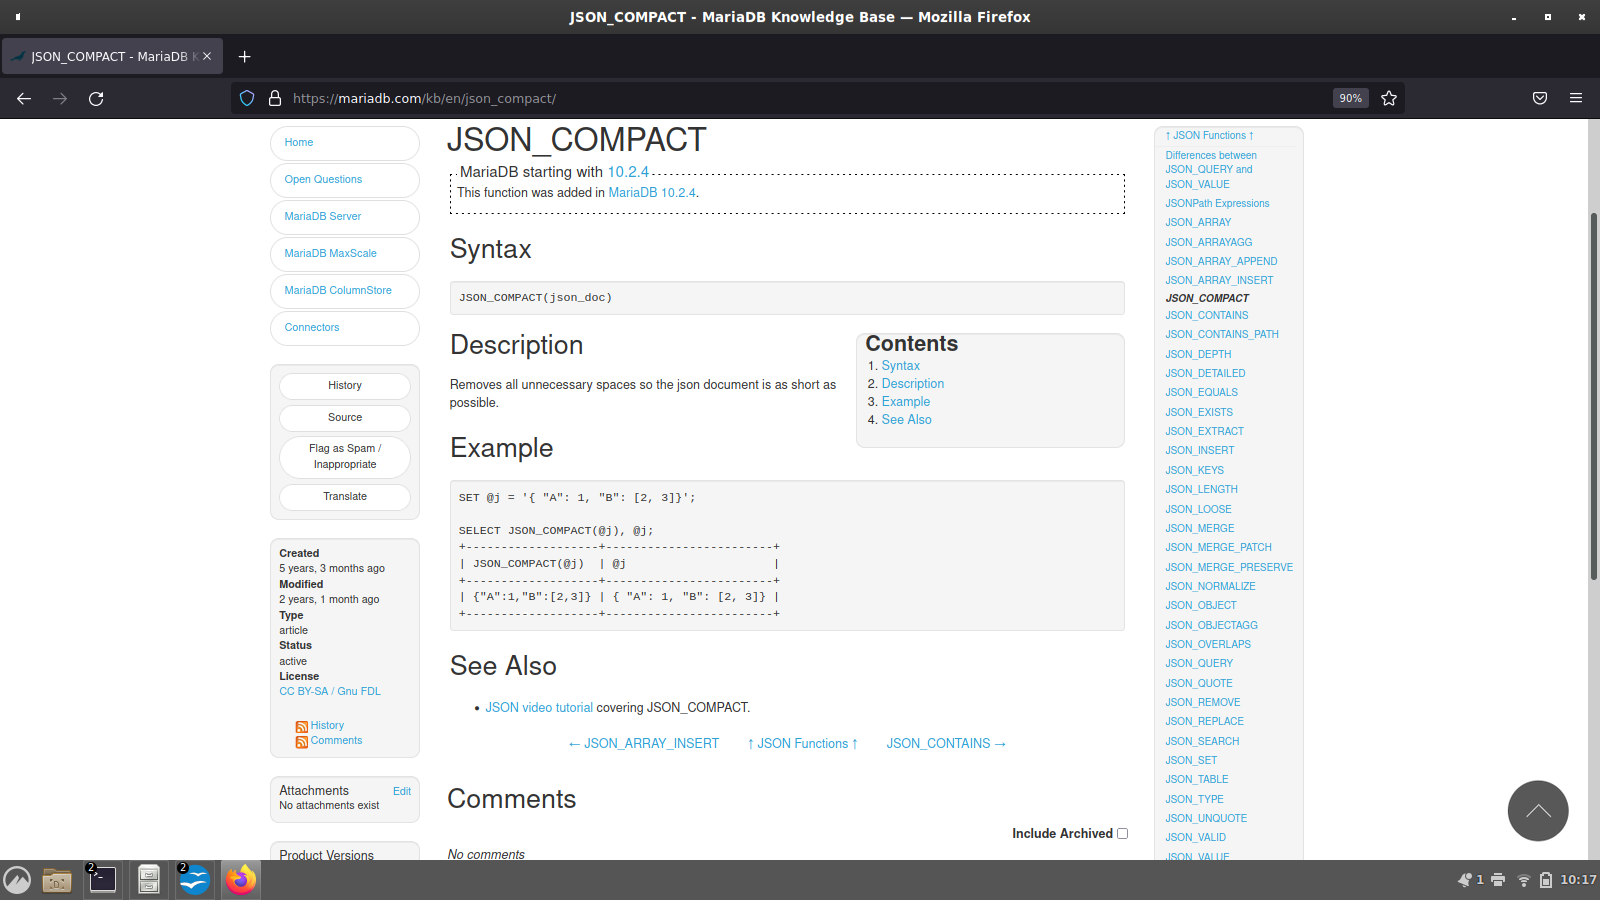 JSON_COMPACT - MariaDB Knowledge Base — Mozilla Firefox
JSON_COMPACT - MariaDB K
https://mariadb.com/kb/en/json_compact/
90%
Home
Open Questions
MariaDB Server
MariaDB MaxScale
MariaDB ColumnStore
Connectors
History
Source
Flag as Spam /
Inappropriate
Translate
Created
5 years, 3 months ago
Modified
2 years, 1 month ago
Type
article
Status
active
License
CC BY-SA / Gnu FDL
History
Comments
Attachments
Edit
No attachments exist
Product Versions
JSON_COMPACT
MariaDB starting with 10.2.4
This function was added in MariaDB 10.2.4.
Syntax
JSON_COMPACT(json_doc)
Description
Removes all unnecessary spaces so the json document is as short as
possible.
Contents
1. Syntax
2. Description
3. Example
4. See Also
Example
SET @j = '{ "A": 1, "B": [2, 3]}';
SELECT JSON_COMPACT(@j), @j;
+-------------------+------------------------+
| JSON_COMPACT(@j)  | @j                     |
+-------------------+------------------------+
| {"A":1,"B":[2,3]} | { "A": 1, "B": [2, 3]} |
+-------------------+------------------------+
See Also
• JSON video tutorial covering JSON_COMPACT.
← JSON_ARRAY_INSERT
↑ JSON Functions ↑
JSON_CONTAINS →
Comments
Include Archived
No comments
↑ JSON Functions ↑
Differences between
JSON_QUERY and
JSON_VALUE
JSONPath Expressions
JSON_ARRAY
JSON_ARRAYAGG
JSON_ARRAY_APPEND
JSON_ARRAY_INSERT
JSON_COMPACT
JSON_CONTAINS
JSON_CONTAINS_PATH
JSON_DEPTH
JSON_DETAILED
JSON_EQUALS
JSON_EXISTS
JSON_EXTRACT
JSON_INSERT
JSON_KEYS
JSON_LENGTH
JSON_LOOSE
JSON_MERGE
JSON_MERGE_PATCH
JSON_MERGE_PRESERVE
JSON_NORMALIZE
JSON_OBJECT
JSON_OBJECTAGG
JSON_OVERLAPS
JSON_QUERY
JSON_QUOTE
JSON_REMOVE
JSON_REPLACE
JSON_SEARCH
JSON_SET
JSON_TABLE
JSON_TYPE
JSON_UNQUOTE
JSON_VALID
JSON_VALUE
2
2
1
10:17